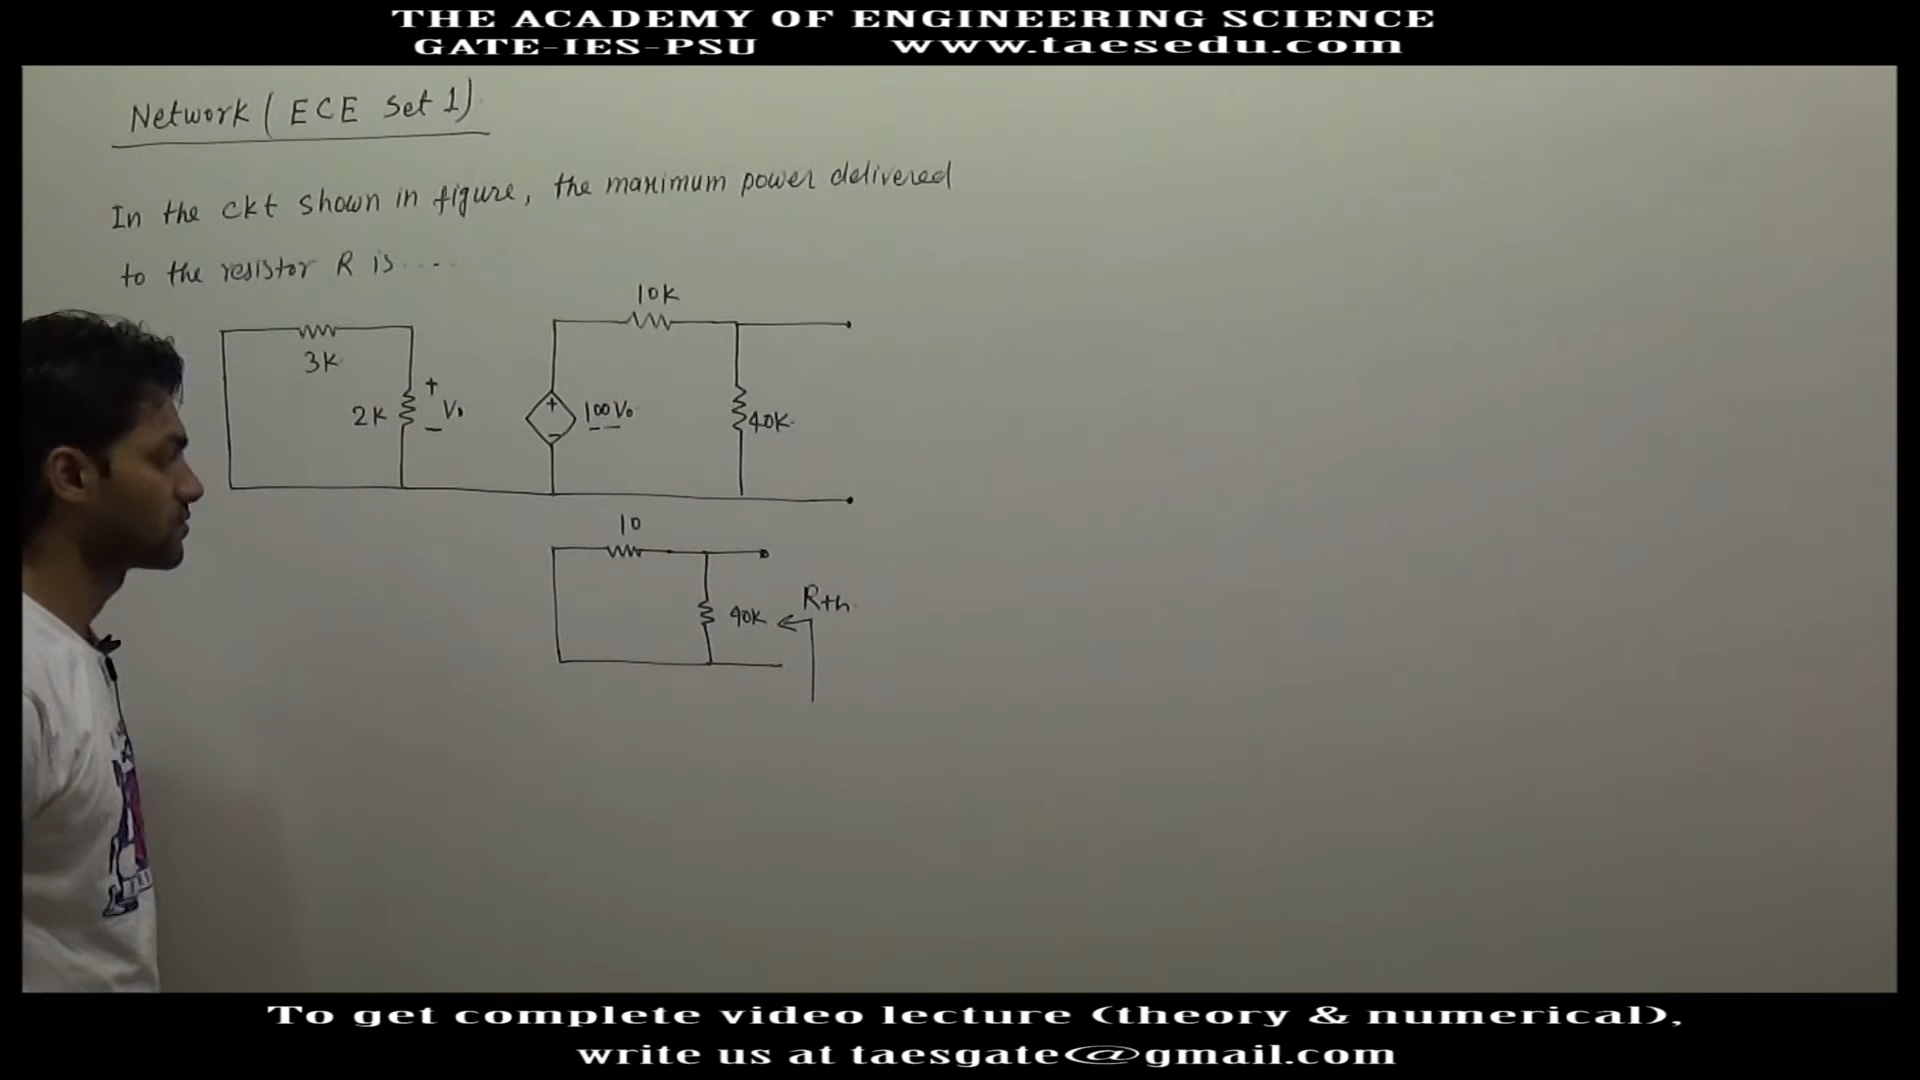 THE ACADEMY OF ENGINEERING SCIENCE
GATE-IES-PSU www.taesedu.com
Network (ECE Set 1)
In the ckt shown in figure, the maximum power delivered
to the resistor R is ....
10K
3K
2K
+
V₀
-
+
-
100V₀
40K
10
40K
Rth
To get complete video lecture (theory & numerical),
write us at taesgate@gmail.com